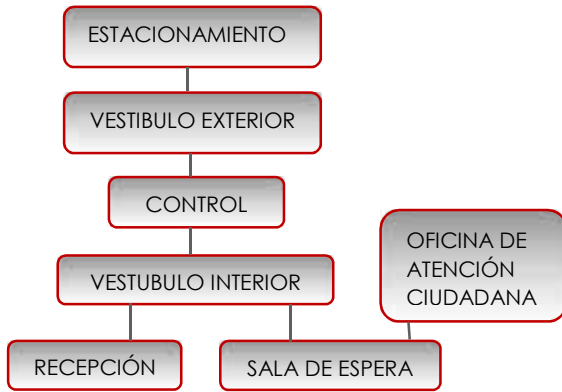 ESTACIONAMIENTO
VESTIBULO EXTERIOR
CONTROL
OFICINA DE
ATENCIÓN
CIUDADANA
VESTUBULO INTERIOR
RECEPCIÓN
SALA DE ESPERA